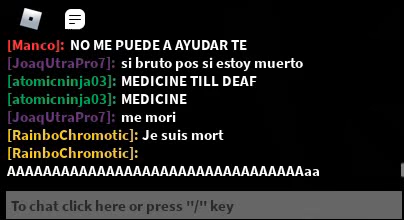 [Manco]: NO ME PUEDE A AYUDAR TE
[JoaqUtraPro7]: si bruto pos si estoy muerto
[atomicninja03]: MEDICINE TILL DEAF
[atomicninja03]: MEDICINE
[JoaqUtraPro7]: me mori
[RainboChromotic]: Je suis mort
[RainboChromotic]:
AAAAAAAAAAAAAAAAAAAAAAAAAAAAAAAAAaa
To chat click here or press "/" key